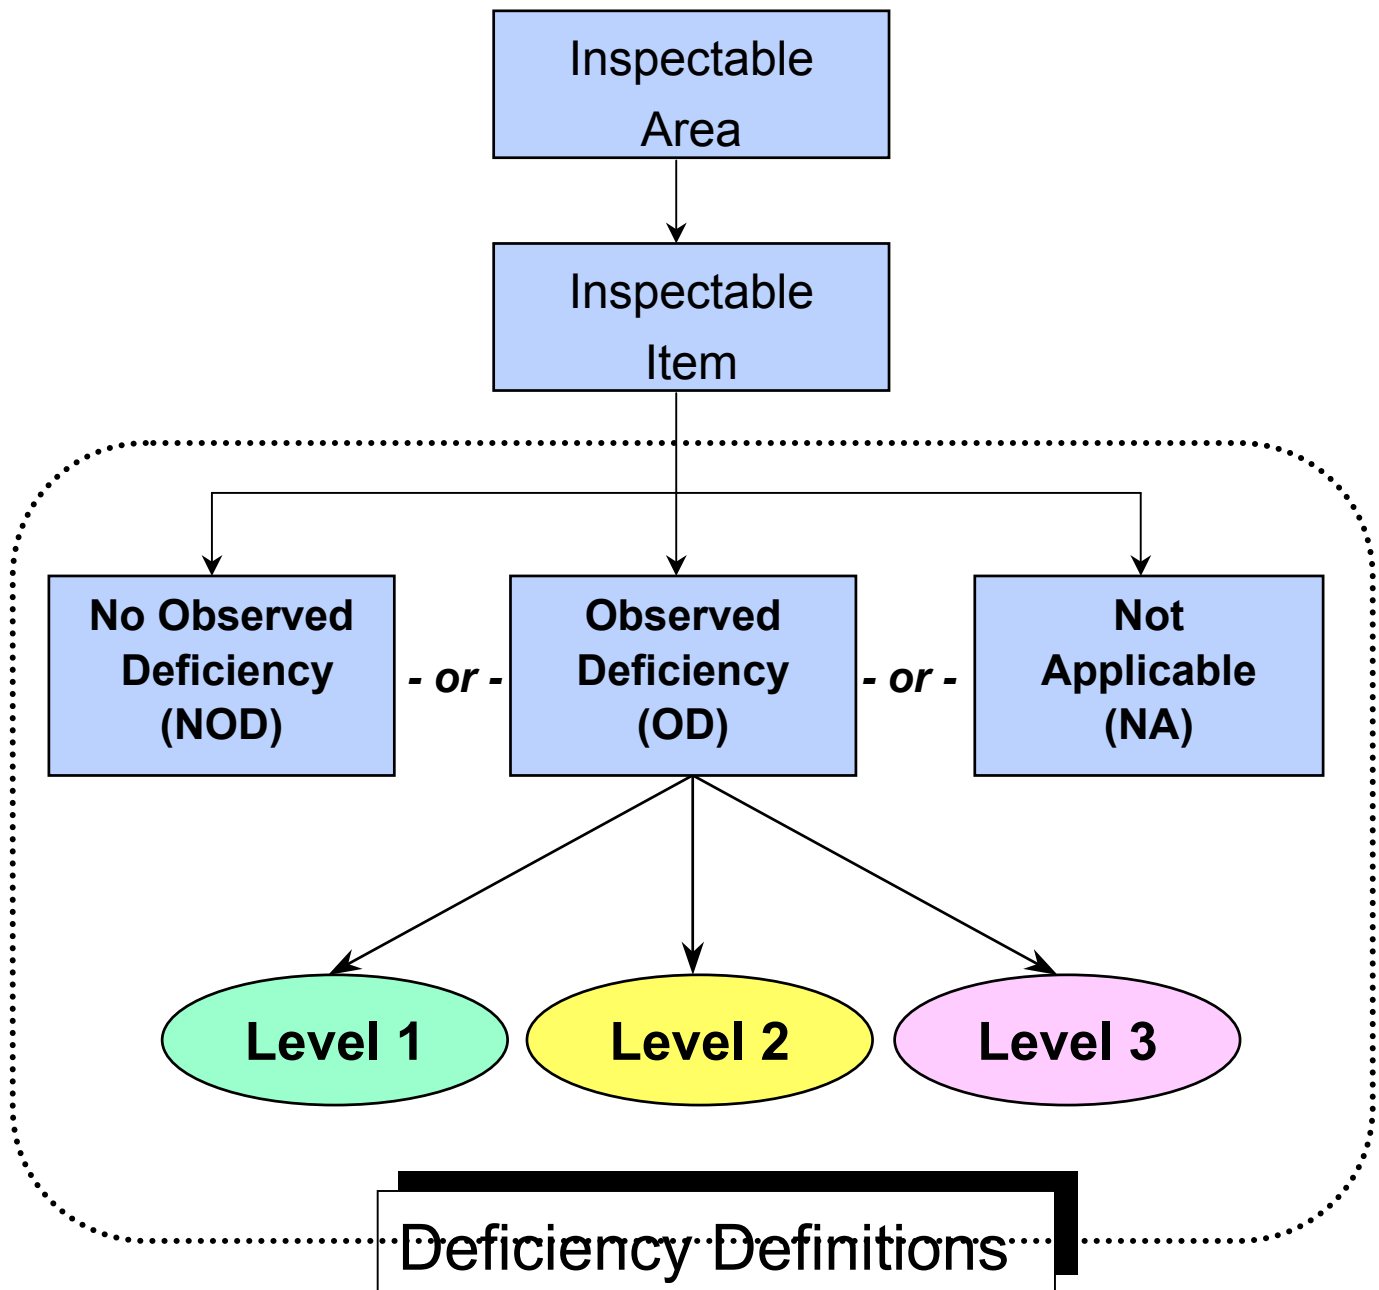 Inspectable
Area
Inspectable
Item
No Observed
Deficiency
(NOD)
- or -
Observed
Deficiency
(OD)
- or -
Not
Applicable
(NA)
Level 1
Level 2
Level 3
Deficiency Definitions